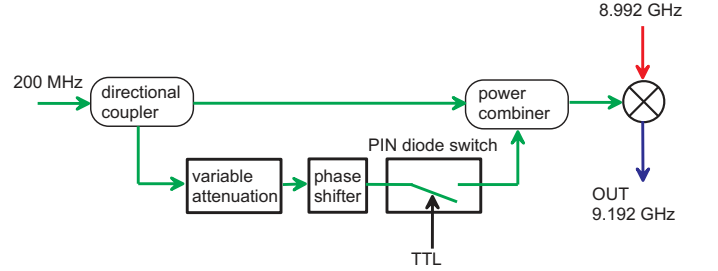 8.992 GHz
200 MHz
directional
coupler
power
combiner
PIN diode switch
variable
attenuation
phase
shifter
OUT
9.192 GHz
TTL